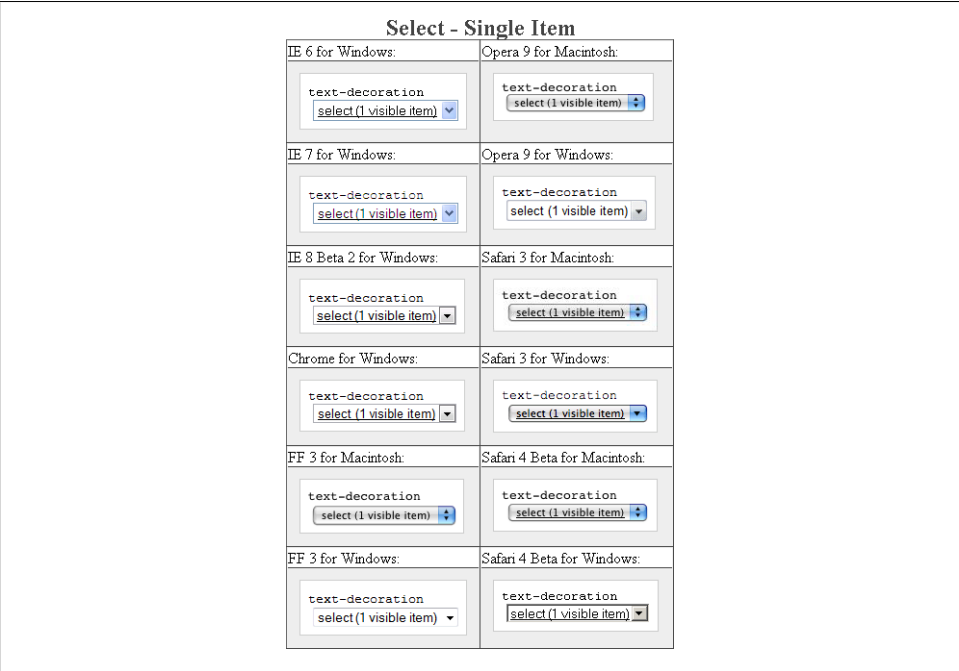 Select - Single Item
IE 6 for Windows:
text-decoration
select (1 visible item)
Opera 9 for Macintosh:
text-decoration
select (1 visible item)
IE 7 for Windows:
text-decoration
select (1 visible item)
Opera 9 for Windows:
text-decoration
select (1 visible item)
IE 8 Beta 2 for Windows:
text-decoration
select (1 visible item)
Safari 3 for Macintosh:
text-decoration
select (1 visible item)
Chrome for Windows:
text-decoration
select (1 visible item)
Safari 3 for Windows:
text-decoration
select (1 visible item)
FF 3 for Macintosh:
text-decoration
select (1 visible item)
Safari 4 Beta for Macintosh:
text-decoration
select (1 visible item)
FF 3 for Windows:
text-decoration
select (1 visible item)
Safari 4 Beta for Windows:
text-decoration
select (1 visible item)